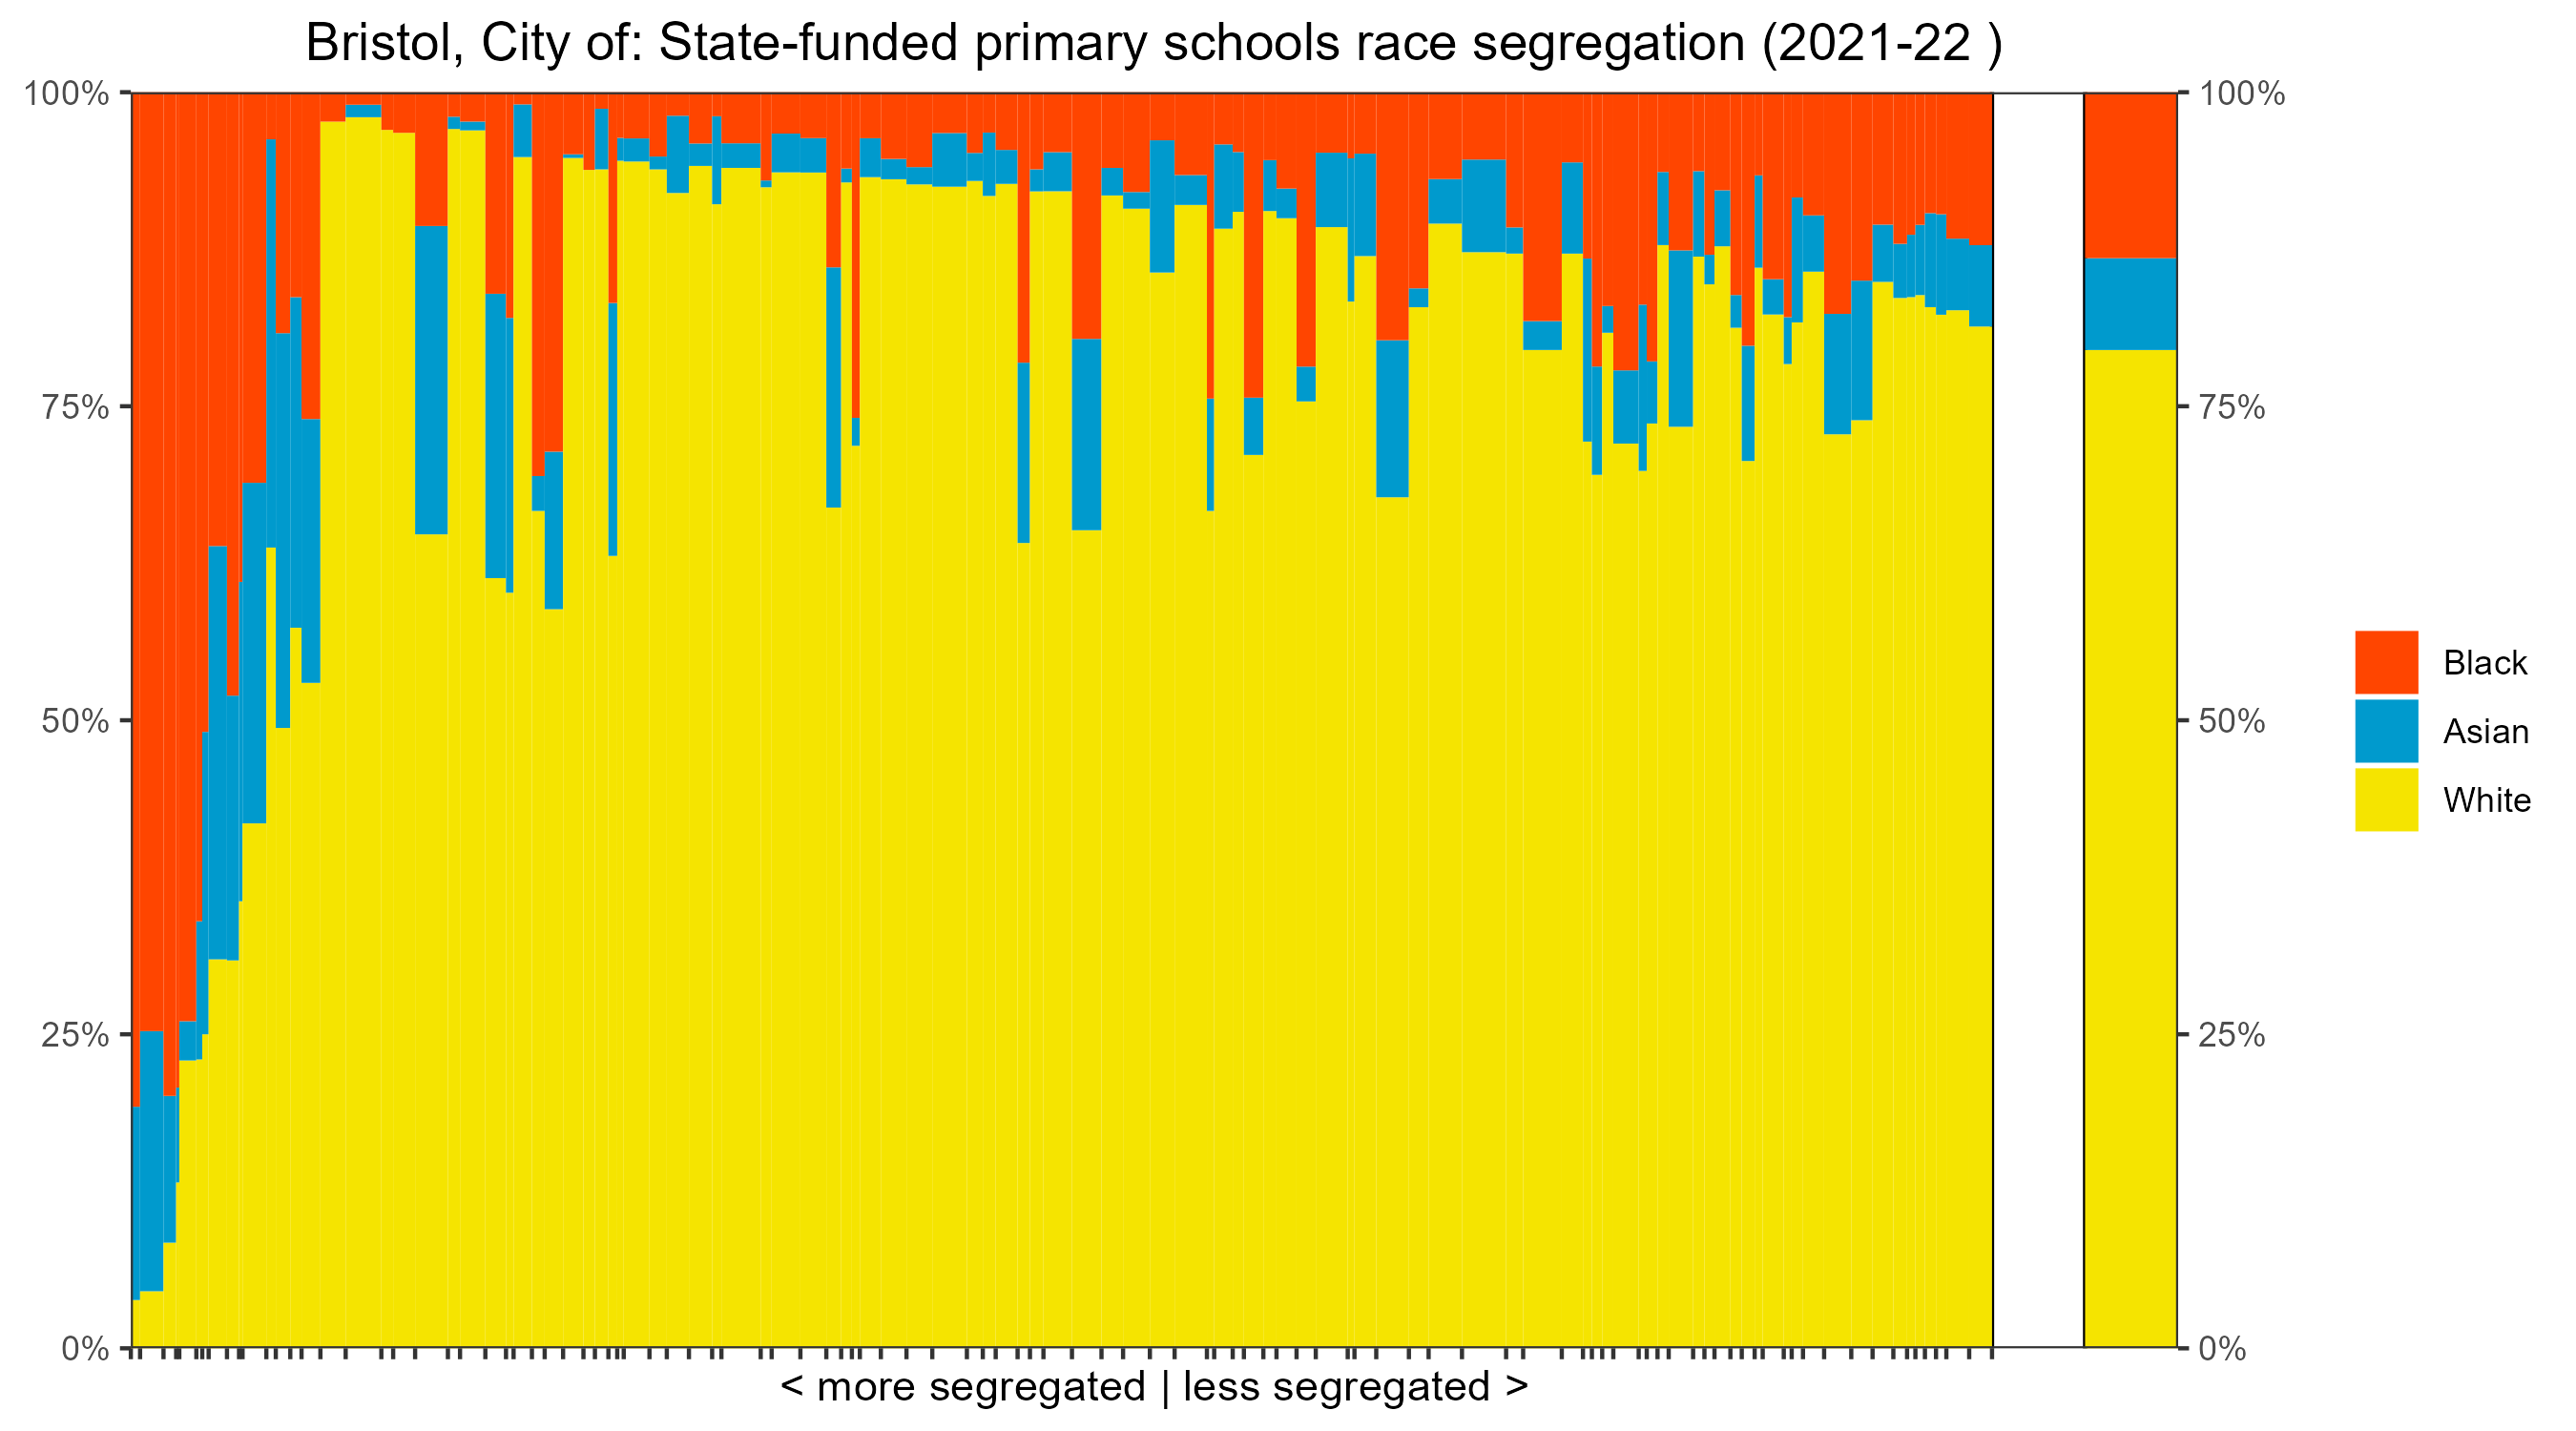 Bristol, City of: State-funded primary schools race segregation (2021-22 )
100%
75%
50%
25%
0%
100%
75%
50%
25%
0%
Black
Asian
White
< more segregated | less segregated >